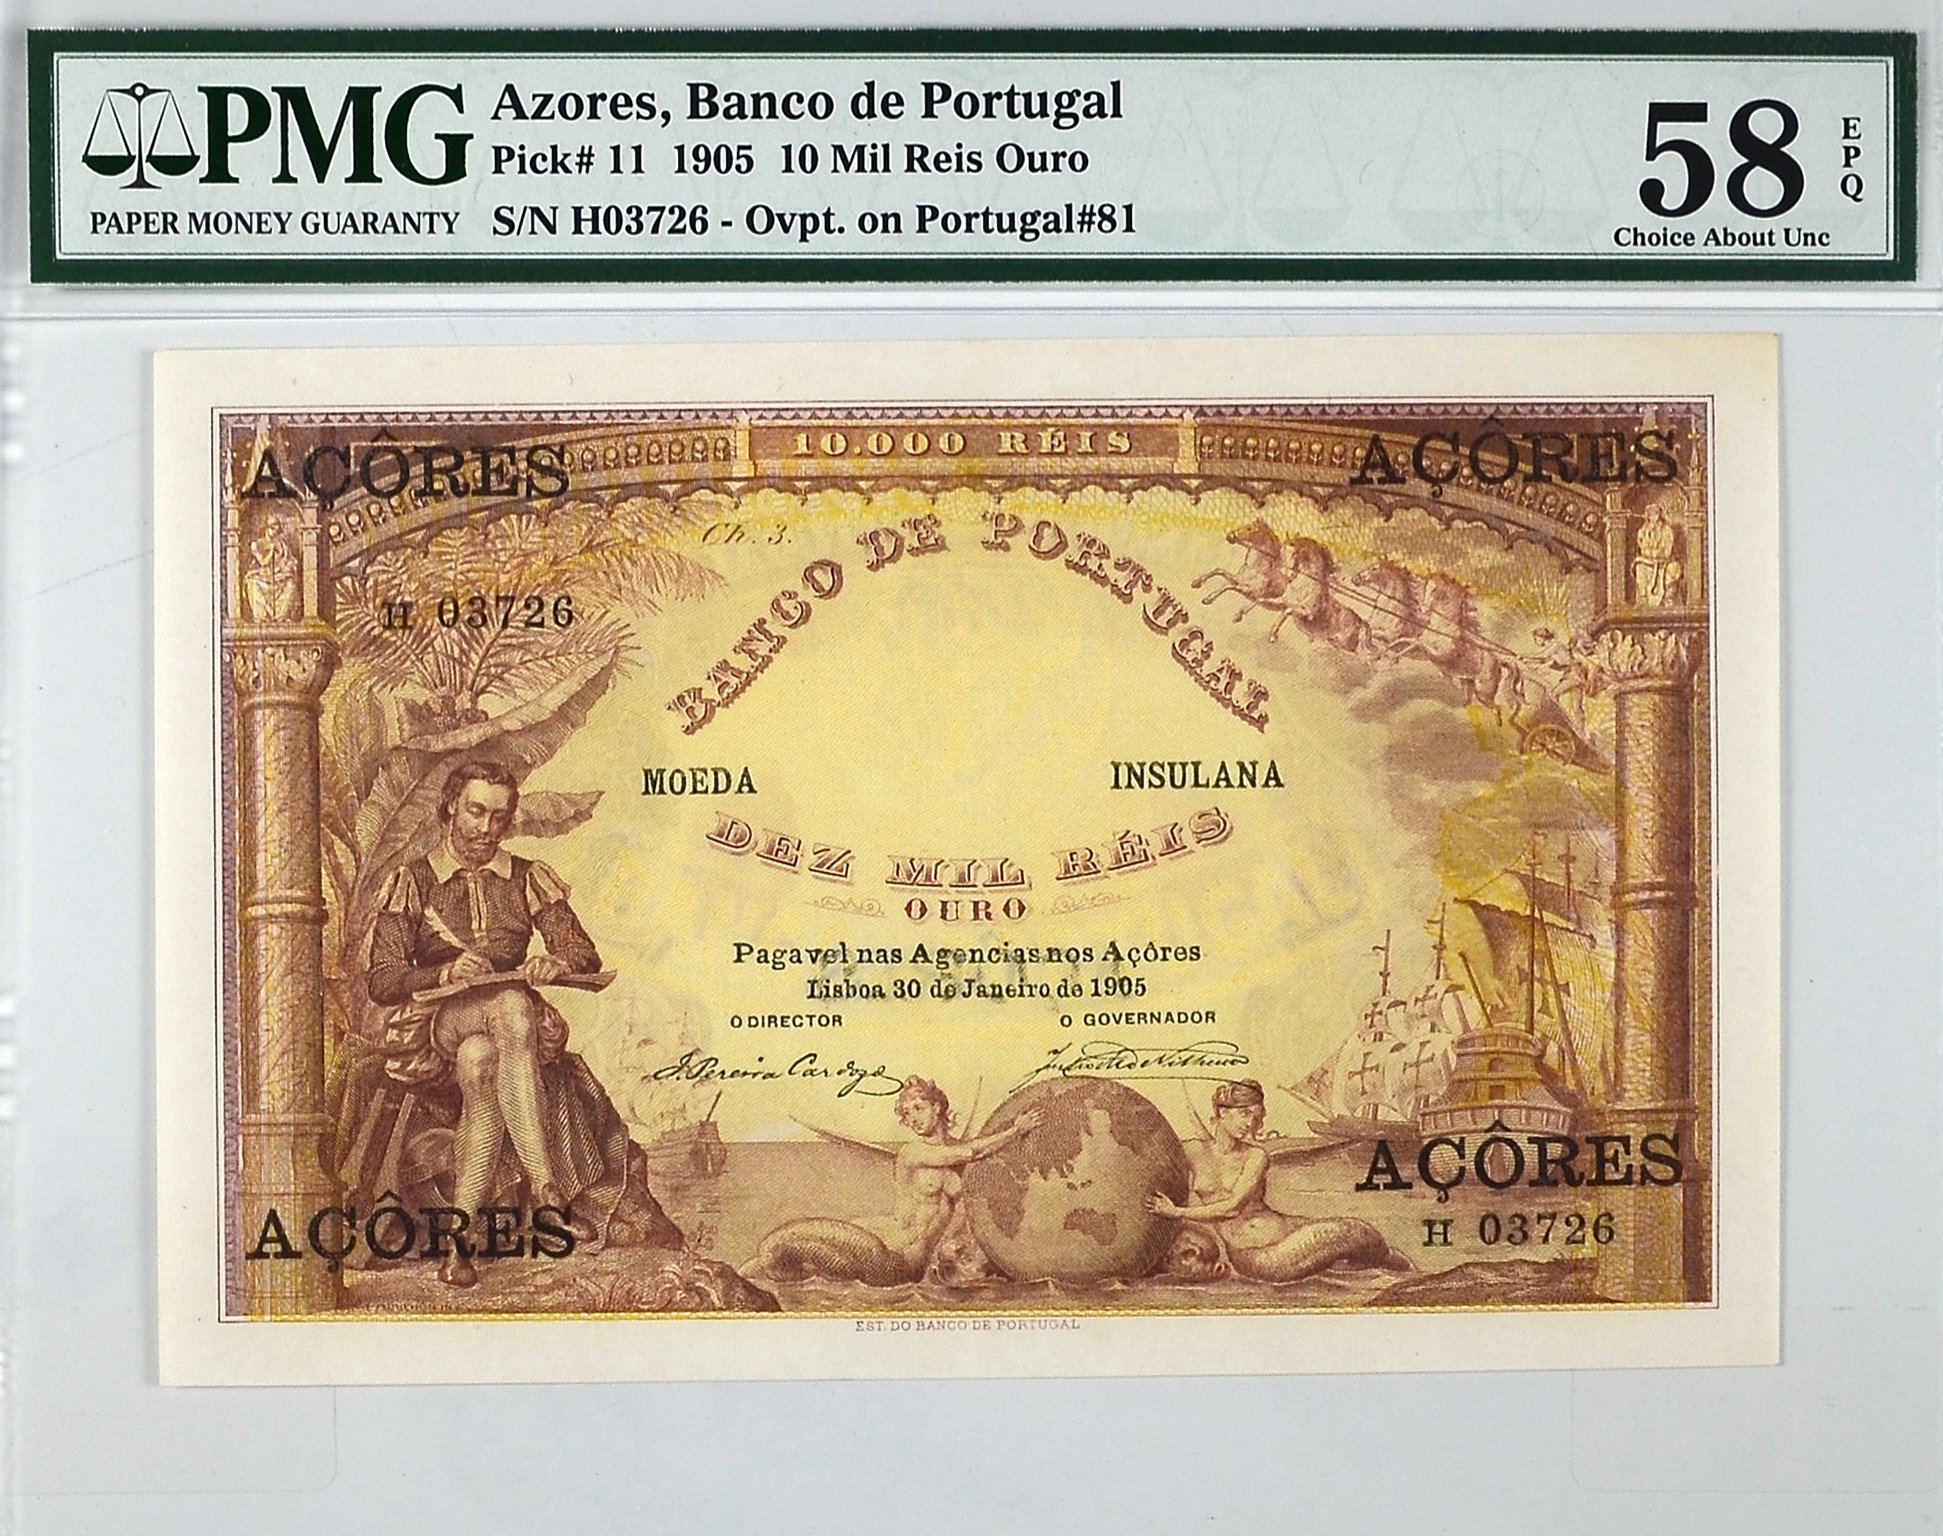 PMG
PAPER MONEY GUARANTY
Azores, Banco de Portugal
Pick# 11 1905 10 Mil Reis Ouro
S/N H03726 - Ovpt. on Portugal#81
58
EPQ
Choice About Unc
10.000 RÉIS
AÇÔRES
AÇÔRES
Ch. 3.
BANCO DE PORTUGAL
H 03726
MOEDA INSULANA
DEZ MIL RÉIS
OURO
Pagavel nas Agencias nos Açôres
Lisboa 30 de Janeiro de 1905
O DIRECTOR
O GOVERNADOR
J. Pereira Cardozo
AÇÔRES
AÇÔRES
H 03726
EST. DO BANCO DE PORTUGAL